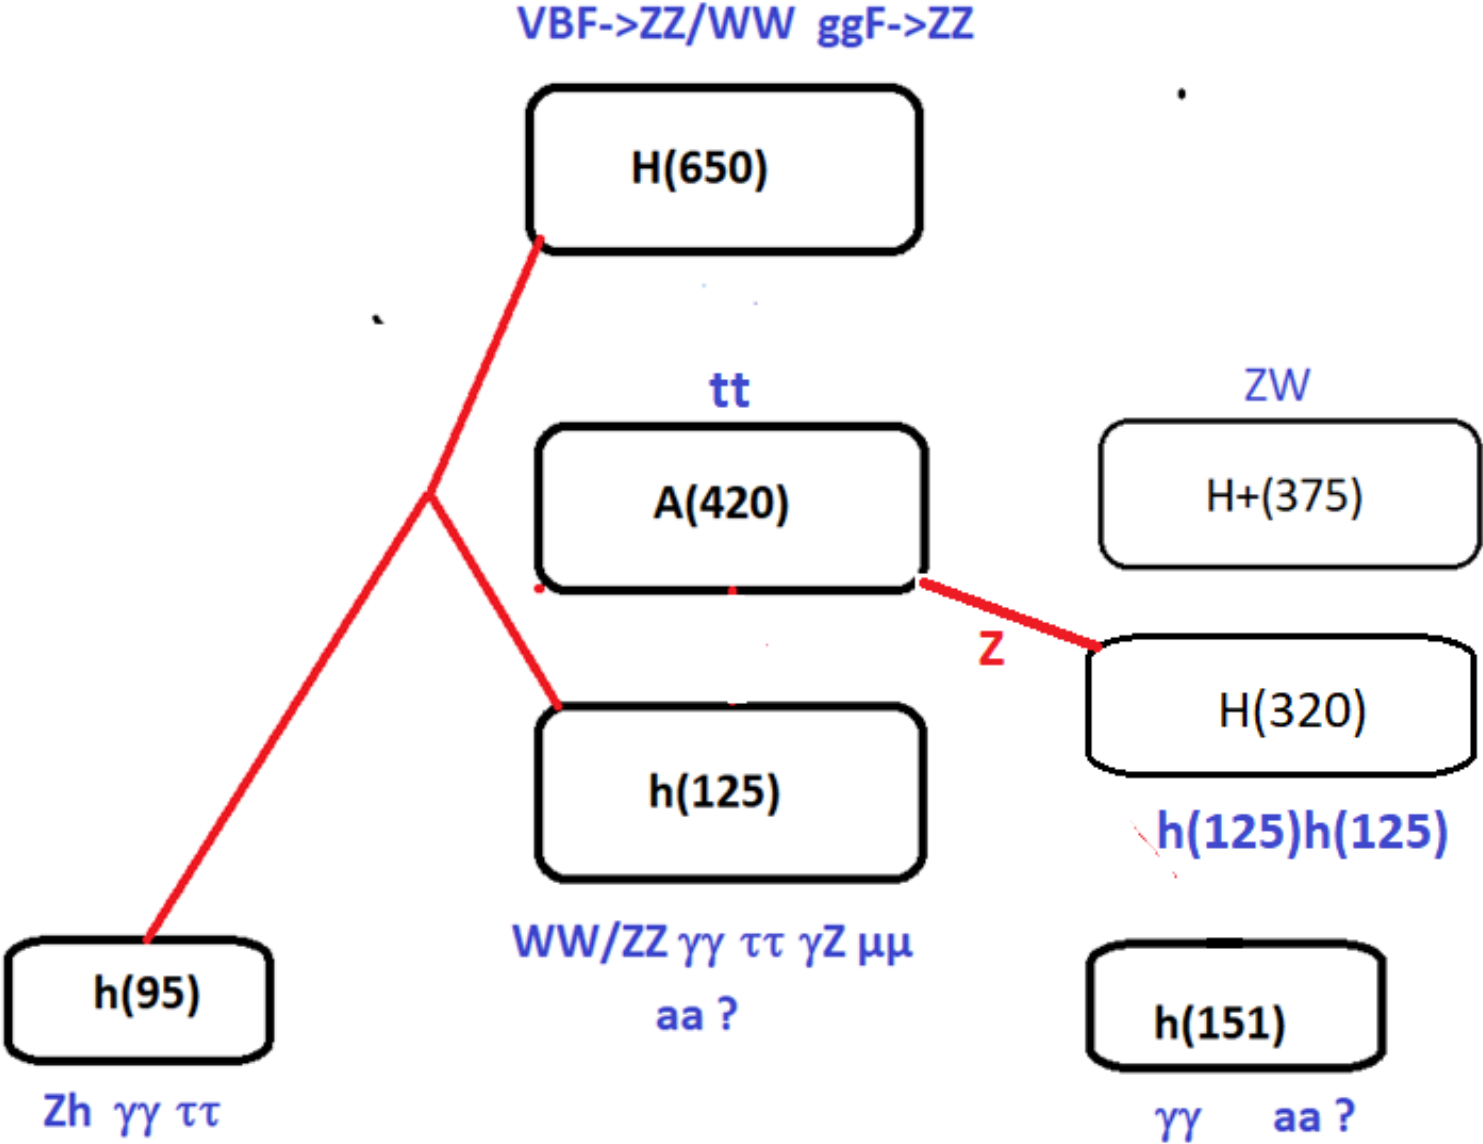 VBF->ZZ/WW ggF->ZZ
H(650)
tt
ZW
A(420)
H+(375)
Z
H(320)
h(125)
h(125)h(125)
WW/ZZ γγ ττ γZ μμ
aa ?
h(95)
h(151)
Zh γγ ττ
γγ aa ?